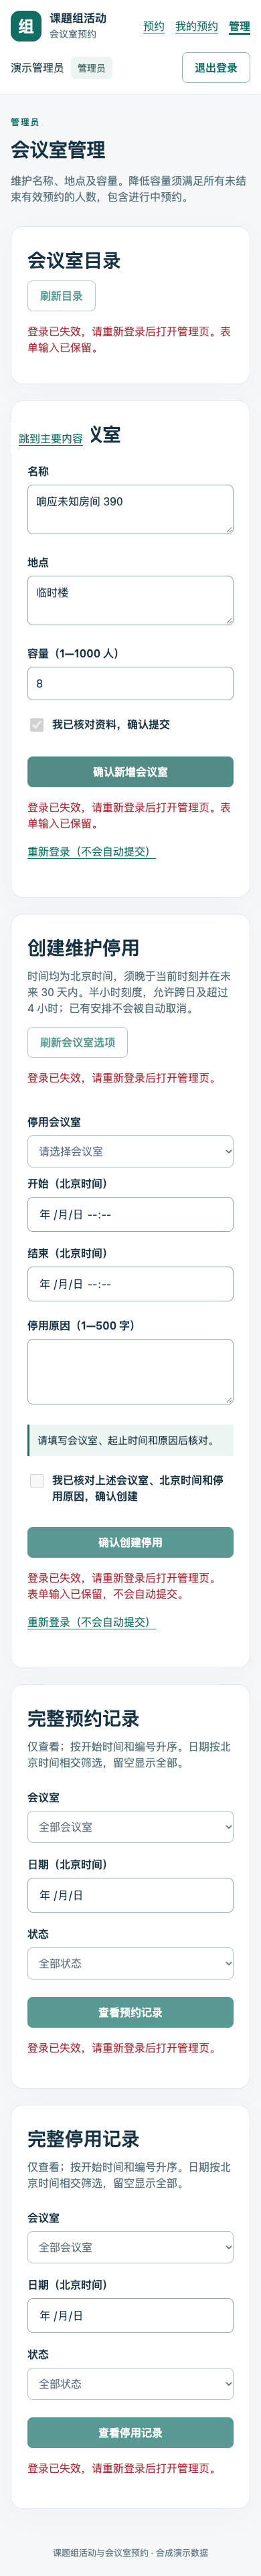 组
课题组活动
会议室预约
预约
我的预约
管理
演示管理员
管理员
退出登录
管理员
会议室管理
维护名称、地点及容量。降低容量须满足所有未结
束有效预约的人数，包含进行中预约。
会议室目录
刷新目录
登录已失效，请重新登录后打开管理页。表
单输入已保留。
跳到主要内容
议室
名称
响应未知房间 390
地点
临时楼
容量（1—1000 人）
8
我已核对资料，确认提交
确认新增会议室
登录已失效，请重新登录后打开管理页。表
单输入已保留。
重新登录（不会自动提交）
创建维护停用
时间均为北京时间，须晚于当前时刻并在未
来 30 天内。半小时刻度，允许跨日及超过
4 小时；已有安排不会被自动取消。
刷新会议室选项
登录已失效，请重新登录后打开管理页。
停用会议室
请选择会议室
开始（北京时间）
年 /月/日 --:--
结束（北京时间）
年 /月/日 --:--
停用原因（1—500 字）
请填写会议室、起止时间和原因后核对。
我已核对上述会议室、北京时间和停
用原因，确认创建
确认创建停用
登录已失效，请重新登录后打开管理页。
表单输入已保留，不会自动提交。
重新登录（不会自动提交）
完整预约记录
仅查看；按开始时间和编号升序。日期按北
京时间相交筛选，留空显示全部。
会议室
全部会议室
日期（北京时间）
年 /月/日
状态
全部状态
查看预约记录
登录已失效，请重新登录后打开管理页。
完整停用记录
仅查看；按开始时间和编号升序。日期按北
京时间相交筛选，留空显示全部。
会议室
全部会议室
日期（北京时间）
年 /月/日
状态
全部状态
查看停用记录
登录已失效，请重新登录后打开管理页。
课题组活动与会议室预约 · 合成演示数据